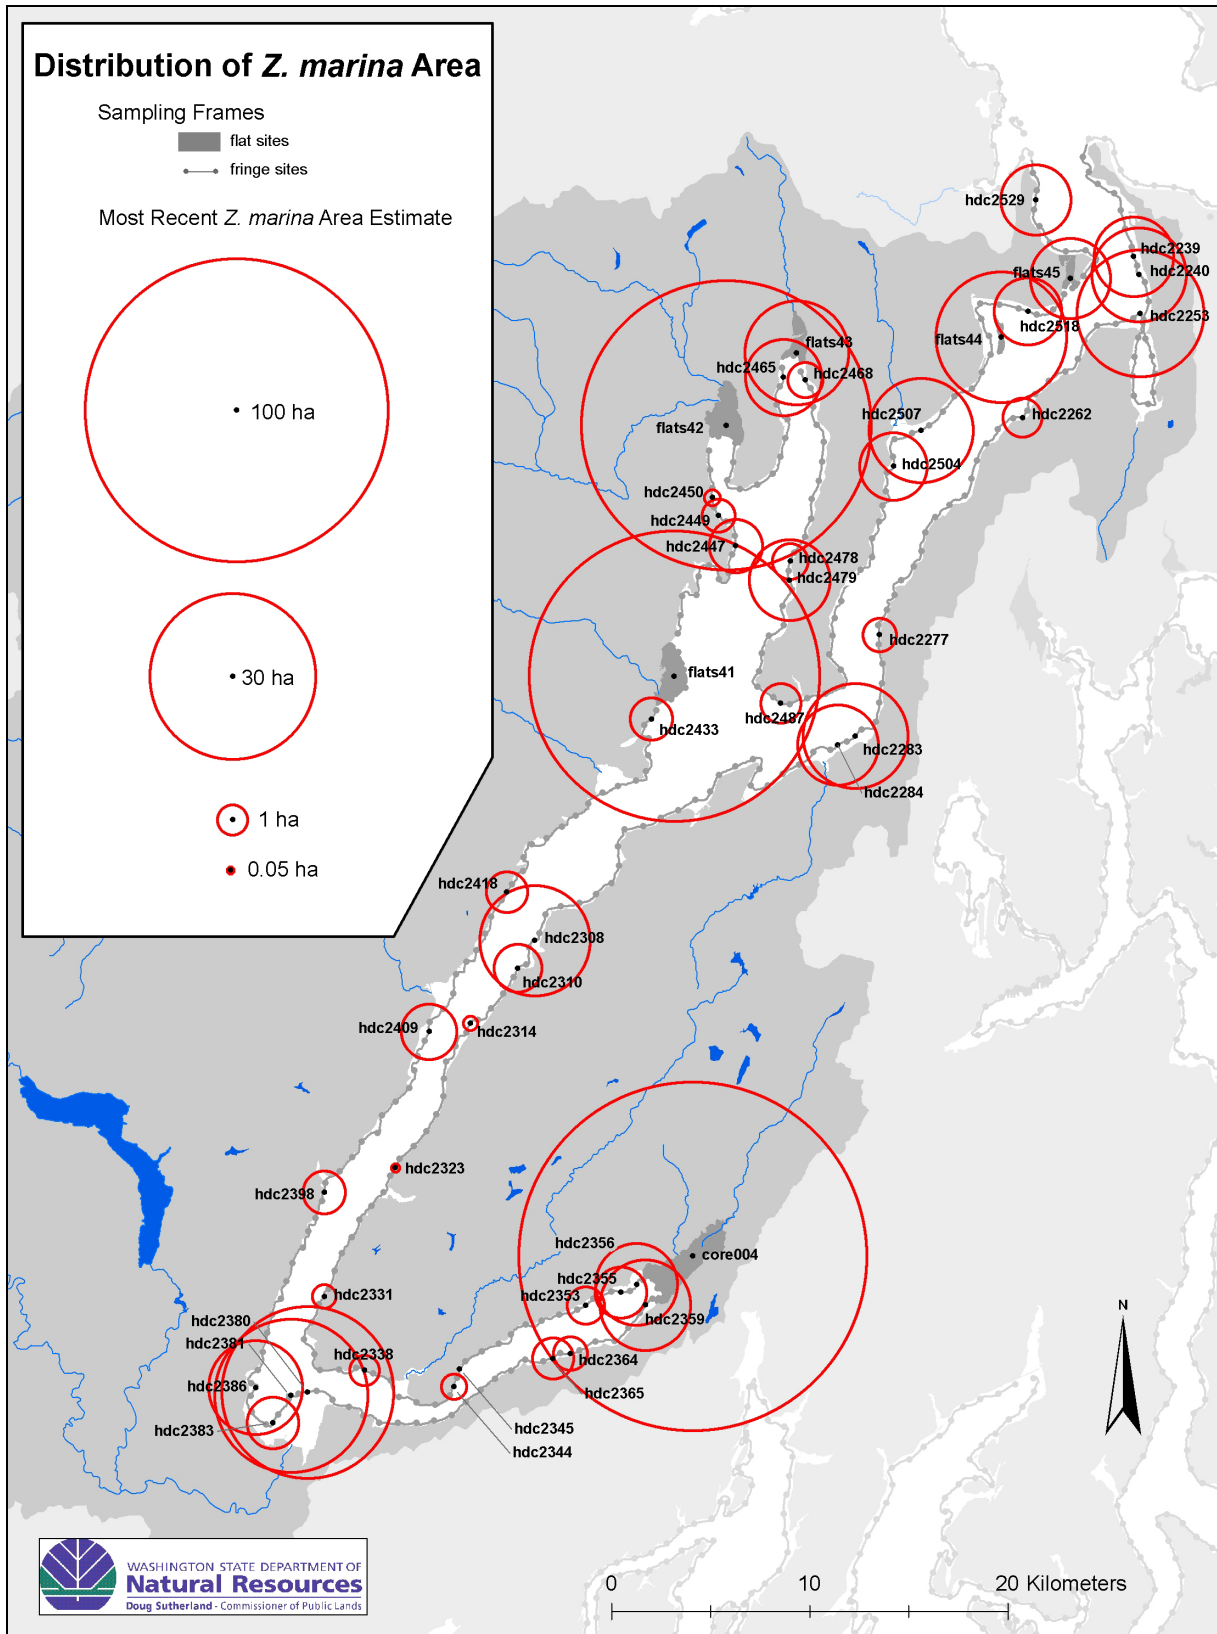 Distribution of Z. marina Area
Sampling Frames
flat sites
fringe sites
Most Recent Z. marina Area Estimate
100 ha
30 ha
1 ha
0.05 ha
hdc2529
hdc2239
flats45
hdc2240
hdc2253
hdc2518
flats44
flats43
hdc2465
hdc2468
hdc2507
hdc2262
flats42
hdc2504
hdc2450
hdc2449
hdc2447
hdc2478
hdc2479
hdc2277
flats41
hdc2433
hdc2487
hdc2283
hdc2284
hdc2418
hdc2308
hdc2310
hdc2409
hdc2314
hdc2323
hdc2398
hdc2356
core004
hdc2355
hdc2353
hdc2331
hdc2380
hdc2359
hdc2381
hdc2338
hdc2364
hdc2386
hdc2365
hdc2383
hdc2345
hdc2344
N
WASHINGTON STATE DEPARTMENT OF
Natural Resources
Doug Sutherland - Commissioner of Public Lands
0 10 20 Kilometers